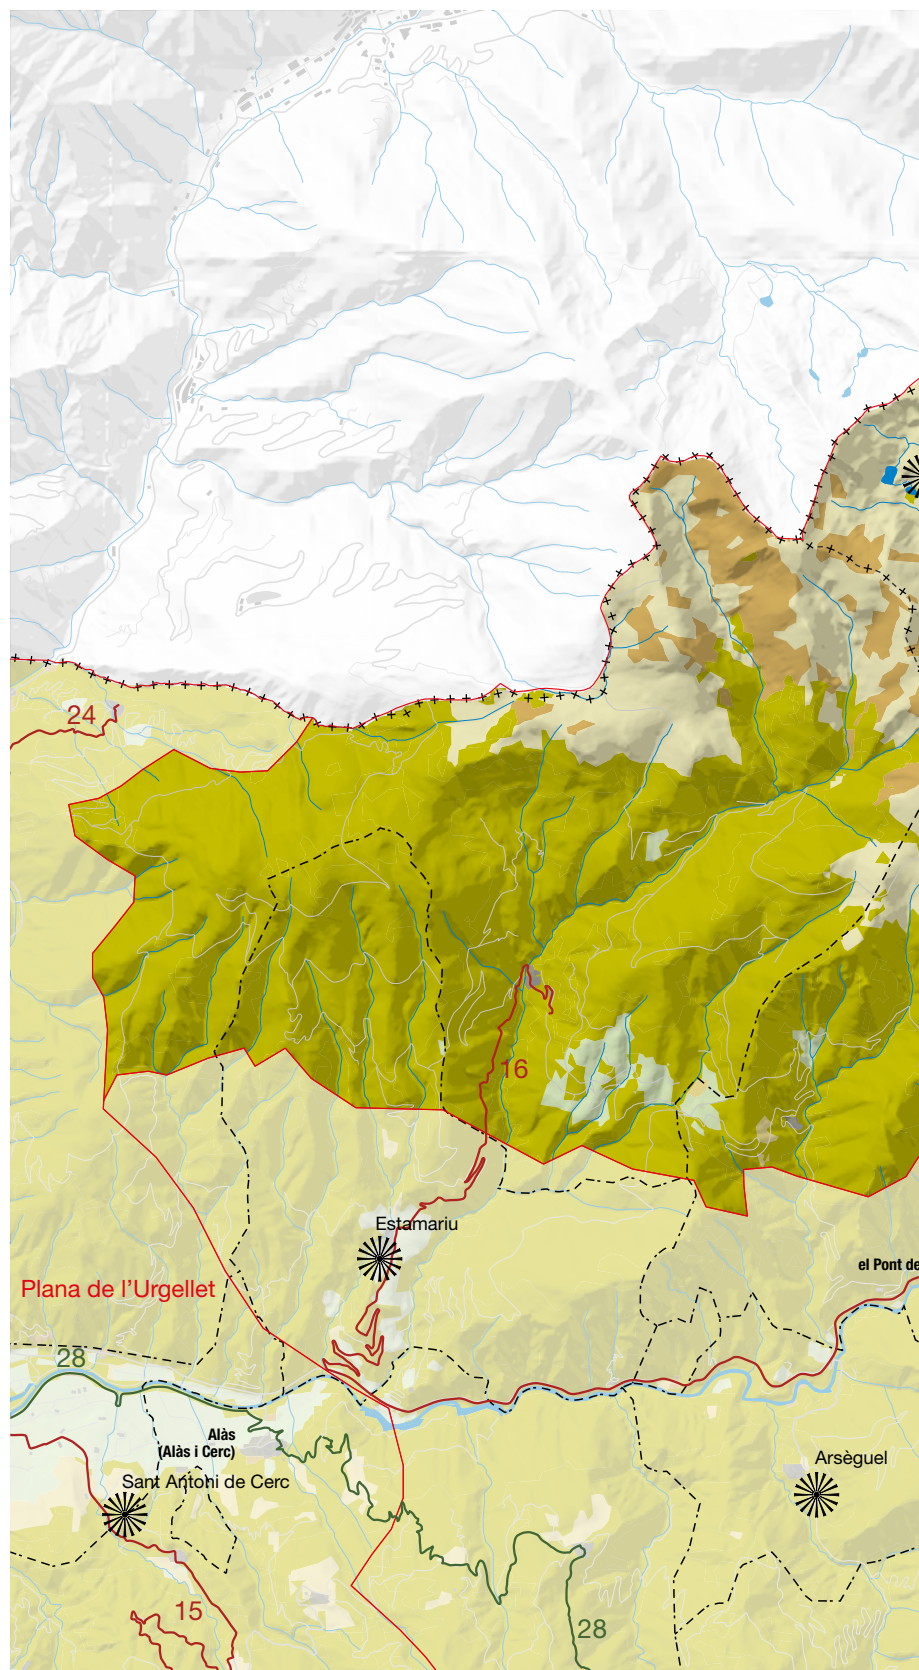 24
16
Estamariu
el Pont de
Plana de l’Urgellet
28
Alàs
(Alàs i Cerc)
Arsèguel
Sant Antoni de Cerc
15
28